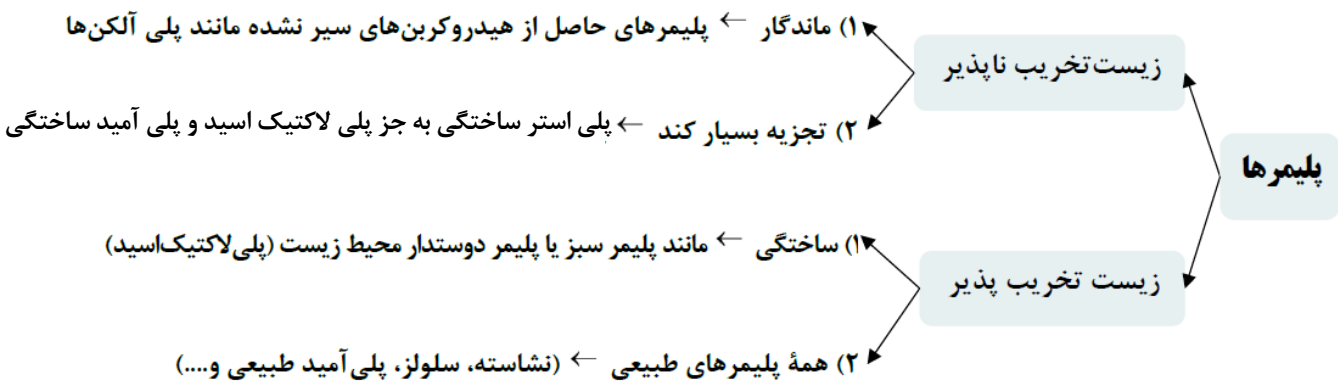 پلیمرها
زیست‌تخریب ناپذیر
۱) ماندگار ← پلیمرهای حاصل از هیدروکربن‌های سیر نشده مانند پلی آلکن‌ها
۲) تجزیه بسیار کند ← پلی استر ساختگی به جز پلی لاکتیک اسید و پلی آمید ساختگی
زیست تخریب پذیر
۱) ساختگی ← مانند پلیمر سبز یا پلیمر دوستدار محیط زیست (پلی‌لاکتیک‌اسید)
۲) همهٔ پلیمرهای طبیعی ← (نشاسته، سلولز، پلی‌آمید طبیعی و....)